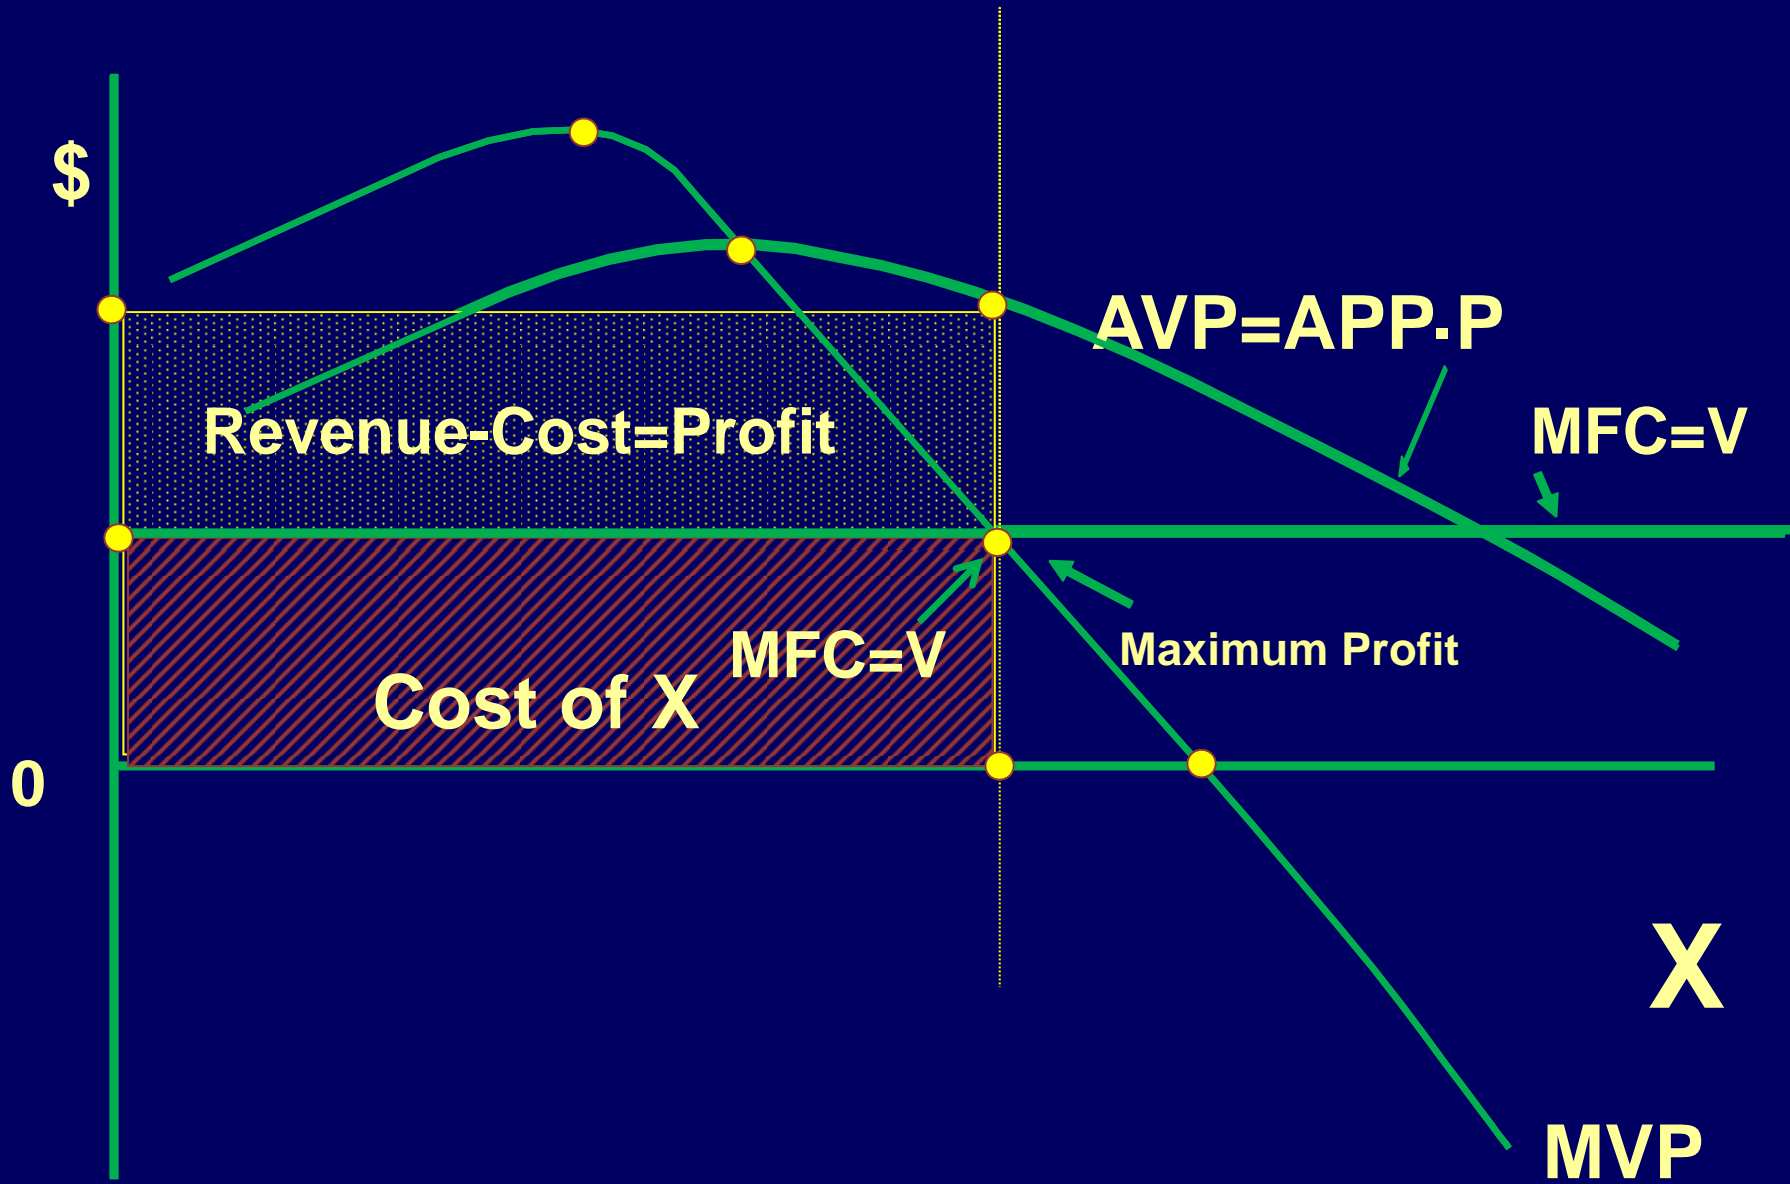 $
AVP=APP·P
MFC=V
Revenue-Cost=Profit
MFC=V
Maximum Profit
Cost of X
0
X
MVP